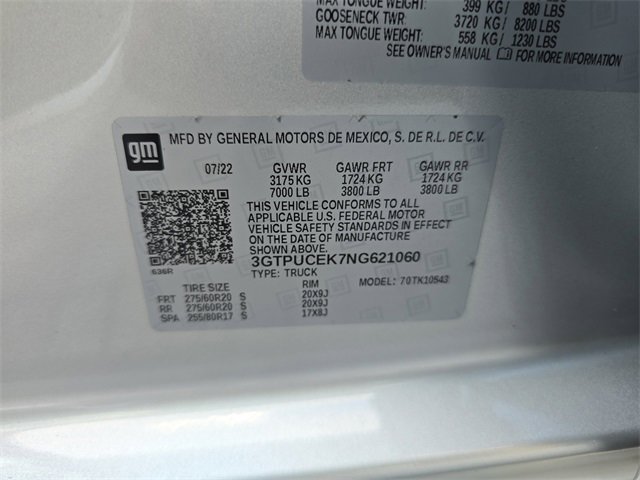 399 KG/ 880 LBS
GOOSENECK TWR: 3720 KG/ 8200 LBS
MAX TONGUE WEIGHT: 558 KG/ 1230 LBS
SEE OWNER'S MANUAL FOR MORE INFORMATION
gm
MFD BY GENERAL MOTORS DE MEXICO, S. DE R.L. DE C.V.
07/22 GVWR GAWR FRT GAWR RR
3175 KG 1724 KG 1724 KG
7000 LB 3800 LB 3800 LB
THIS VEHICLE CONFORMS TO ALL
APPLICABLE U.S. FEDERAL MOTOR
VEHICLE SAFETY STANDARDS IN EFFECT
ON THE DATE OF MANUFACTURE
SHOWN ABOVE.
636R
3GTPUCEK7NG621060
TYPE: TRUCK MODEL: 70TK10543
TIRE SIZE RIM
FRT 275/60R20 S 20X9J
RR 275/60R20 S 20X9J
SPA 255/80R17 S 17X8J